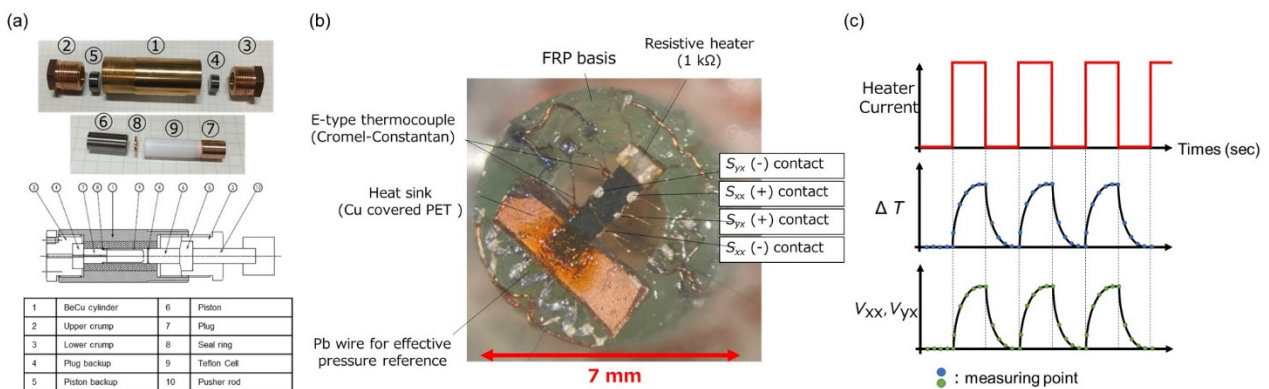 (a)
② ⑤ ① ④ ③
⑥ ⑧ ⑨ ⑦
1 BeCu cylinder 6 Piston
2 Upper crump 7 Plug
3 Lower crump 8 Seal ring
4 Plug backup 9 Teflon Cell
5 Piston backup 10 Pusher rod
(b)
FRP basis
Resistive heater
(1 kΩ)
E-type thermocouple
(Cromel-Constantan)
Heat sink
(Cu covered PET )
Pb wire for effective
pressure reference
Syx (-) contact
Sxx (+) contact
Syx (+) contact
Sxx (-) contact
7 mm
(c)
Heater
Current
Times (sec)
Δ T
Vxx, Vyx
: measuring point